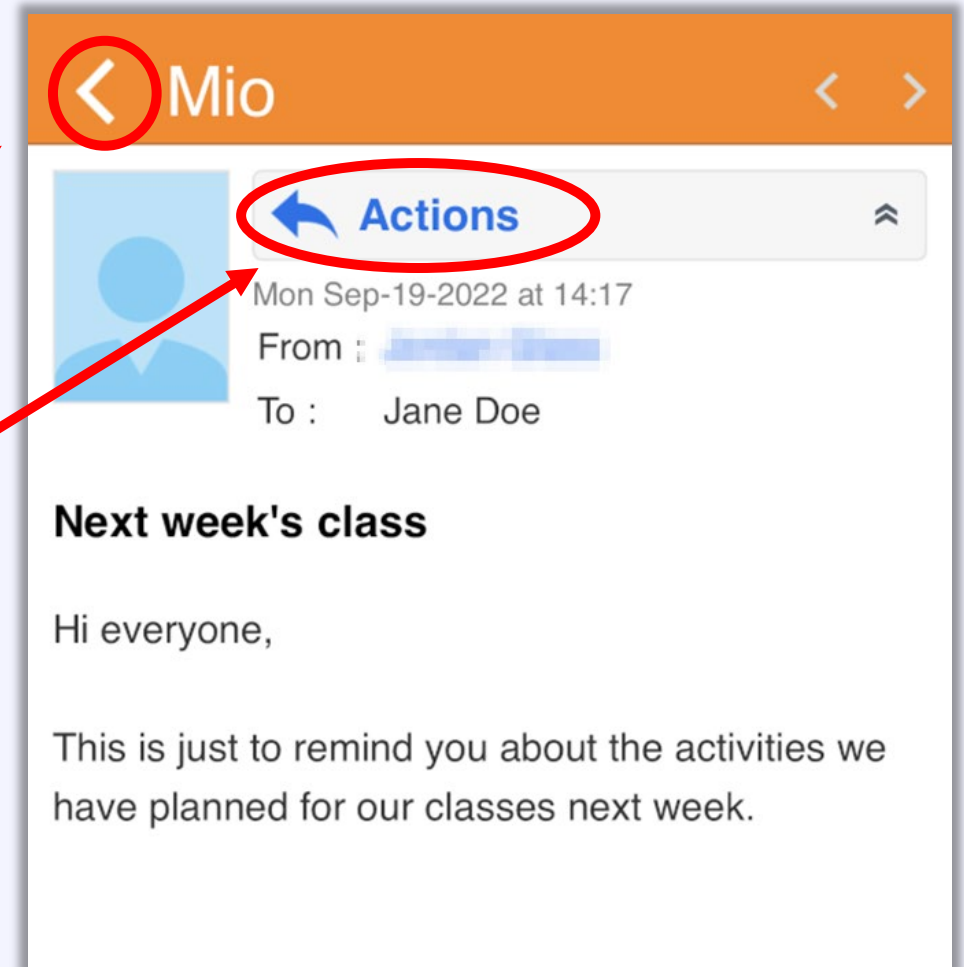 Mio
Actions
Mon Sep-19-2022 at 14:17
From :
To : Jane Doe
Next week's class
Hi everyone,
This is just to remind you about the activities we
have planned for our classes next week.